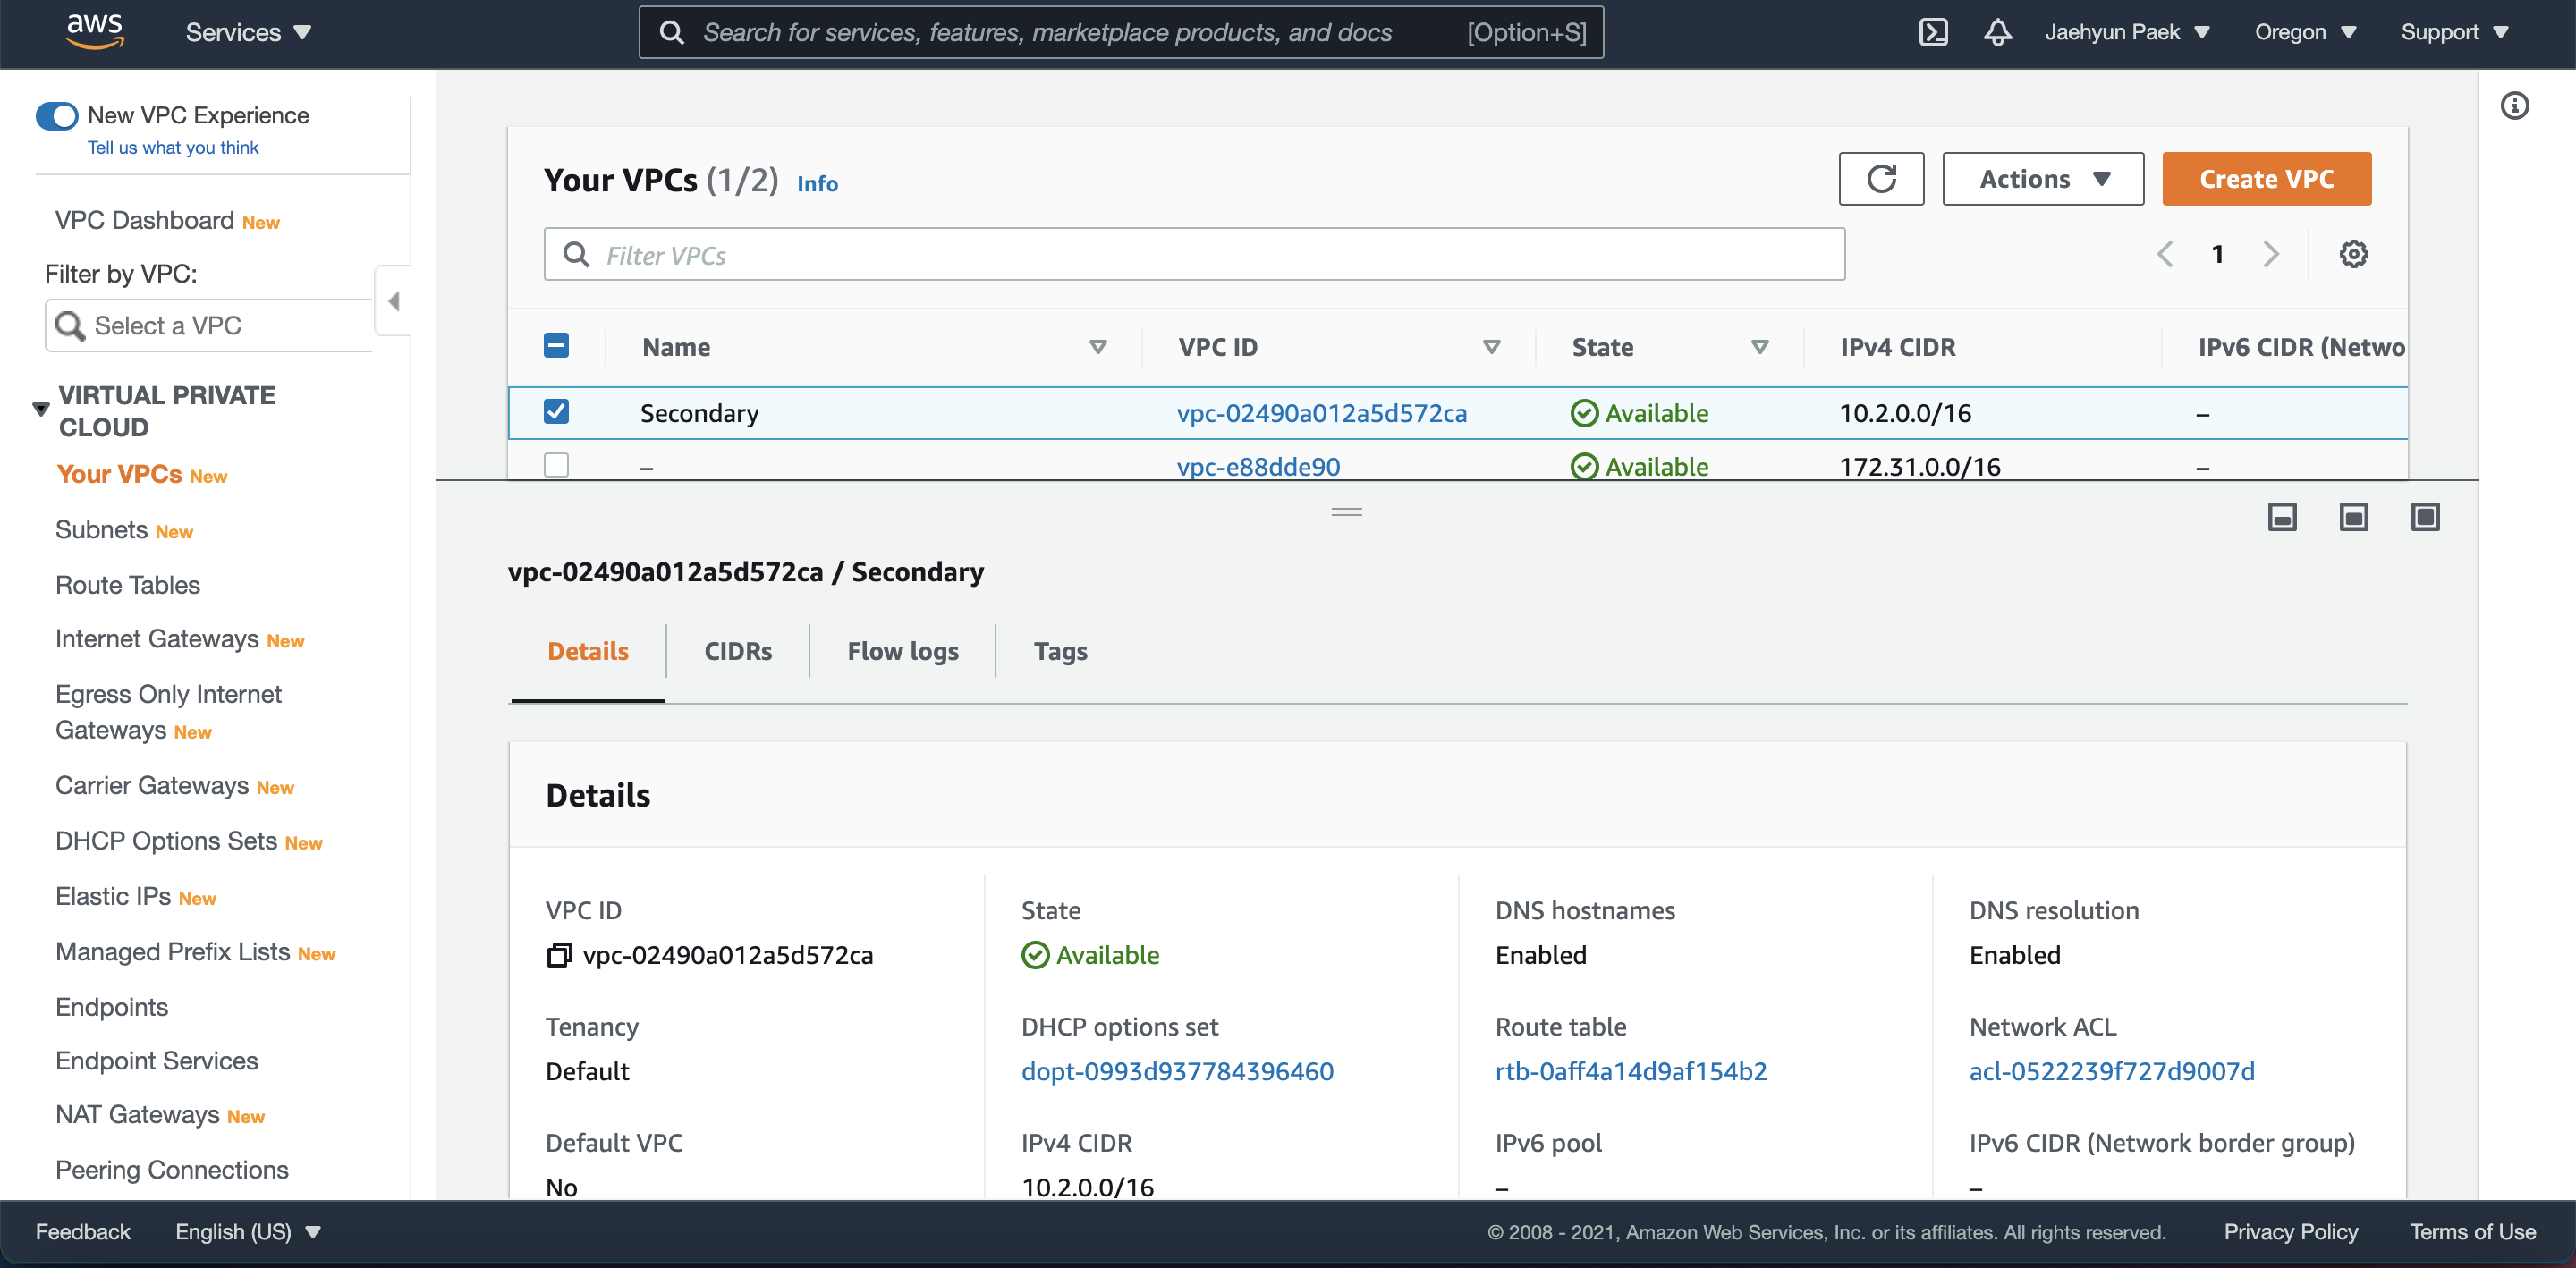 aws
Services
Search for services, features, marketplace products, and docs [Option+S]
Jaehyun Paek
Oregon
Support
New VPC Experience
Tell us what you think
VPC Dashboard New
Filter by VPC:
Select a VPC
VIRTUAL PRIVATE
CLOUD
Your VPCs New
Subnets New
Route Tables
Internet Gateways New
Egress Only Internet
Gateways New
Carrier Gateways New
DHCP Options Sets New
Elastic IPs New
Managed Prefix Lists New
Endpoints
Endpoint Services
NAT Gateways New
Peering Connections
Your VPCs (1/2) Info
Actions
Create VPC
Filter VPCs
1
Name VPC ID State IPv4 CIDR IPv6 CIDR (Netwo
Secondary vpc-02490a012a5d572ca Available 10.2.0.0/16 –
– vpc-e88dde90 Available 172.31.0.0/16 –
vpc-02490a012a5d572ca / Secondary
Details CIDRs Flow logs Tags
Details
VPC ID State DNS hostnames DNS resolution
vpc-02490a012a5d572ca Available Enabled Enabled
Tenancy DHCP options set Route table Network ACL
Default dopt-0993d937784396460 rtb-0aff4a14d9af154b2 acl-0522239f727d9007d
Default VPC IPv4 CIDR IPv6 pool IPv6 CIDR (Network border group)
No 10.2.0.0/16 – –
Feedback English (US) © 2008 - 2021, Amazon Web Services, Inc. or its affiliates. All rights reserved. Privacy Policy Terms of Use